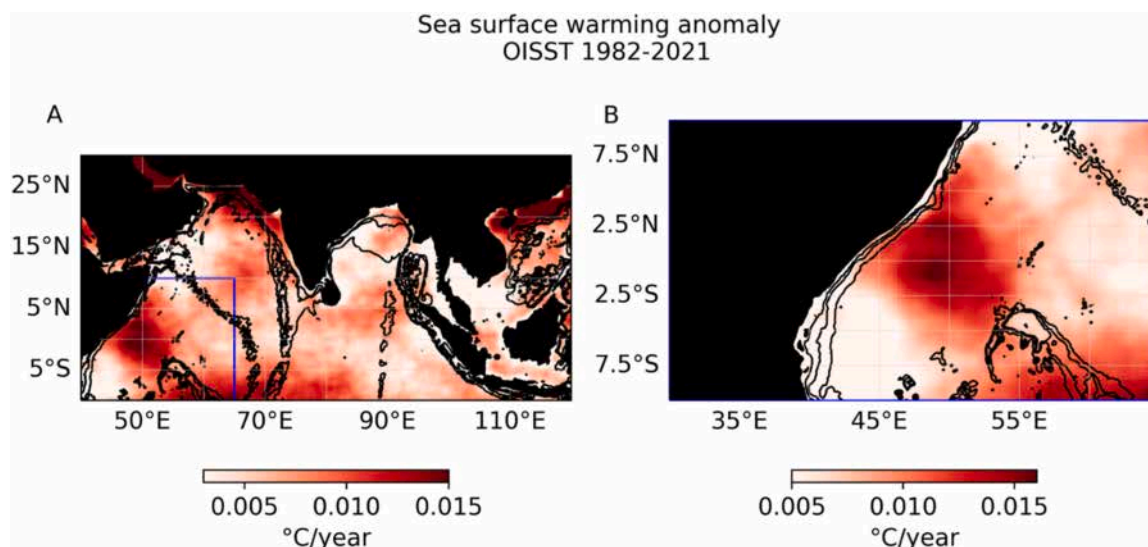 Sea surface warming anomaly
OISST 1982-2021
A
25°N
15°N
5°N
5°S
50°E 70°E 90°E 110°E
0.005 0.010 0.015
°C/year
B
7.5°N
2.5°N
2.5°S
7.5°S
35°E 45°E 55°E
0.005 0.010 0.015
°C/year